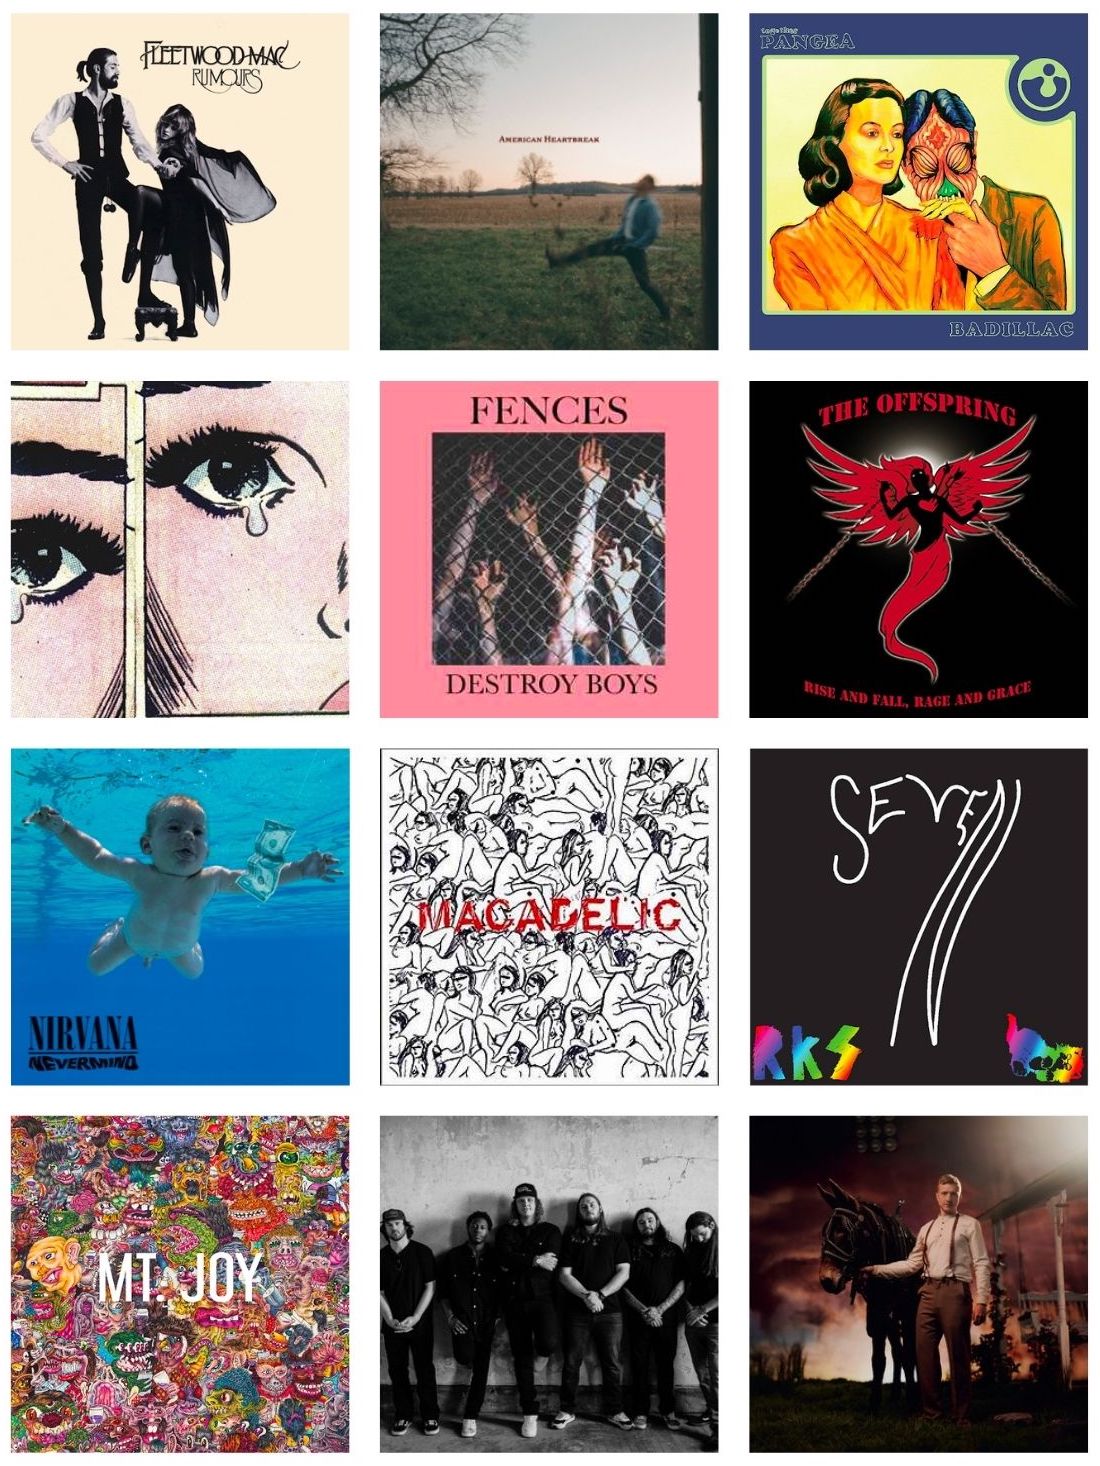 FLEETWOOD MAC
RUMOURS
AMERICAN HEARTBREAK
together
PANGEA
BADILLAC
FENCES
DESTROY BOYS
THE OFFSPRING
RISE AND FALL, RAGE AND GRACE
NIRVANA
NEVERMIND
MACADELIC
SEVEN
RKS
MT. JOY